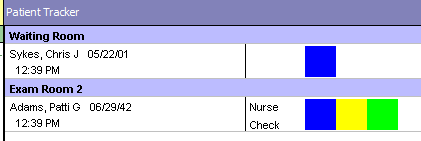 Patient Tracker
Waiting Room
Sykes, Chris J 05/22/01
12:39 PM
Exam Room 2
Adams, Patti G 06/29/42 Nurse
12:39 PM Check